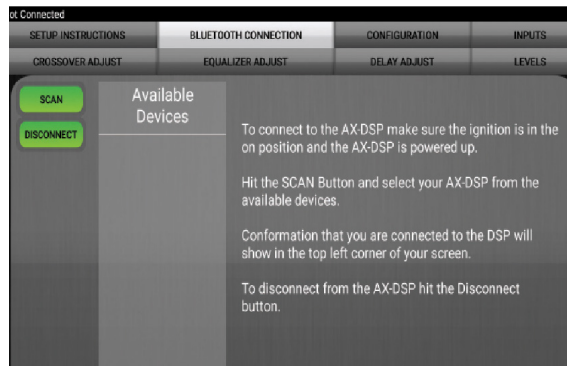 ot Connected
SETUP INSTRUCTIONS BLUETOOTH CONNECTION CONFIGURATION INPUTS
CROSSOVER ADJUST EQUALIZER ADJUST DELAY ADJUST LEVELS
SCAN
DISCONNECT
Available
Devices
To connect to the AX-DSP make sure the ignition is in the
on position and the AX-DSP is powered up.
Hit the SCAN Button and select your AX-DSP from the
available devices.
Conformation that you are connected to the DSP will
show in the top left corner of your screen.
To disconnect from the AX-DSP hit the Disconnect
button.